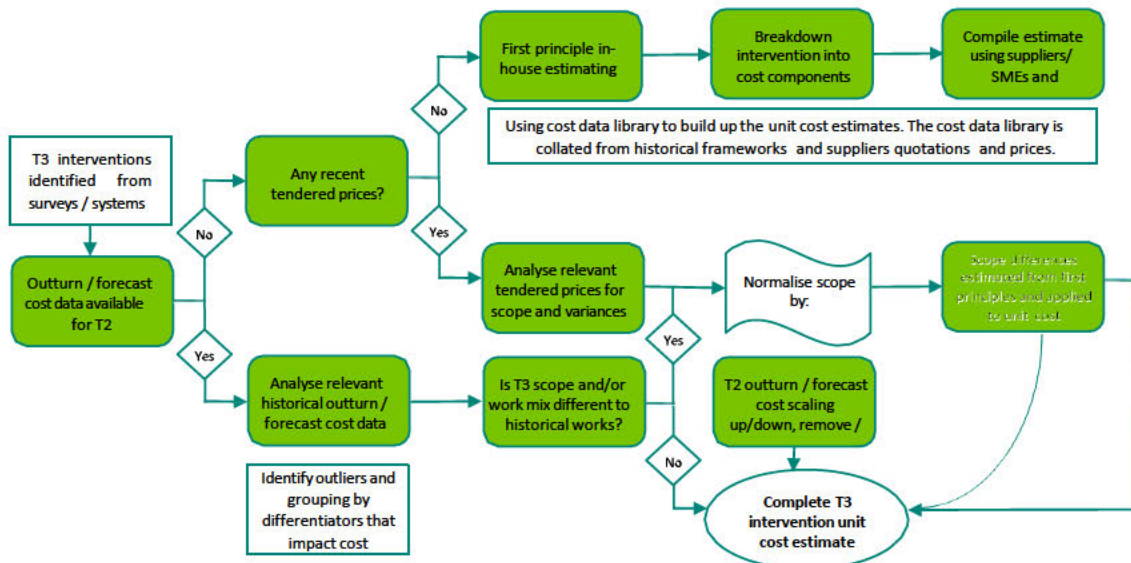 First principle in-
house estimating
Breakdown
intervention into
cost components
Compile estimate
using suppliers/
SMEs and
No
Using cost data library to build up the unit cost estimates. The cost data library is
collated from historical frameworks and suppliers quotations and prices.
T3 interventions
identified from
surveys / systems
Any recent
tendered prices?
No
Yes
Outturn / forecast
cost data available
for T2
Analyse relevant
tendered prices for
scope and variances
Normalise scope
by:
Scope differences
estimated from first
principles and applied
to unit cost
Yes
Yes
Analyse relevant
historical outturn /
forecast cost data
Is T3 scope and/or
work mix different to
historical works?
T2 outturn / forecast
cost scaling
up/down, remove /
No
Identify outliers and
grouping by
differentiators that
impact cost
Complete T3
intervention unit
cost estimate